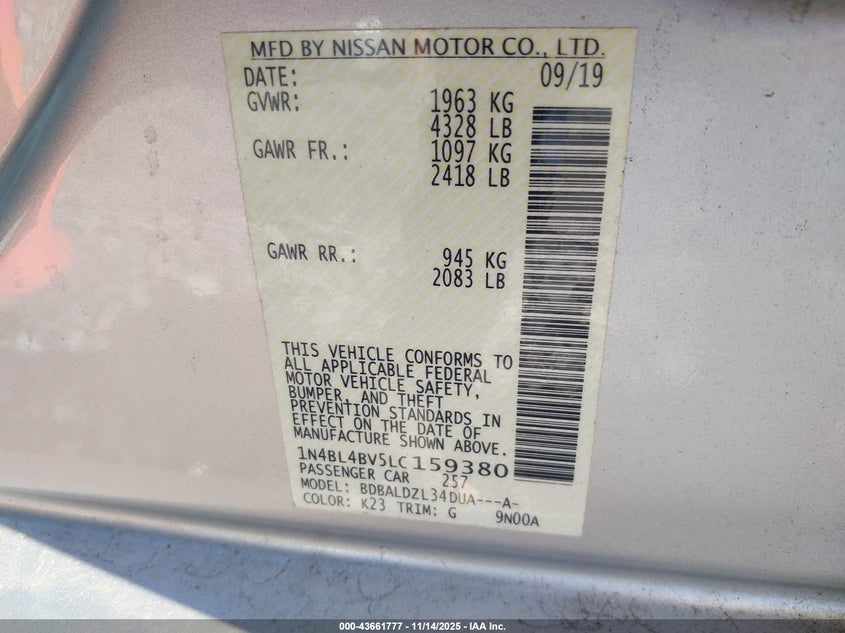 MFD BY NISSAN MOTOR CO., LTD.
DATE: 09/19
GVWR: 1963 KG
4328 LB
GAWR FR.: 1097 KG
2418 LB
GAWR RR.: 945 KG
2083 LB
THIS VEHICLE CONFORMS TO
ALL APPLICABLE FEDERAL
MOTOR VEHICLE SAFETY,
BUMPER, AND THEFT
PREVENTION STANDARDS IN
EFFECT ON THE DATE OF
MANUFACTURE SHOWN ABOVE.
1N4BL4BV5LC159380
PASSENGER CAR 257
MODEL: BDBALDZL34DUA---A-
COLOR: K23 TRIM: G 9N00A
000-43661777 - 11/14/2025 - IAA Inc.